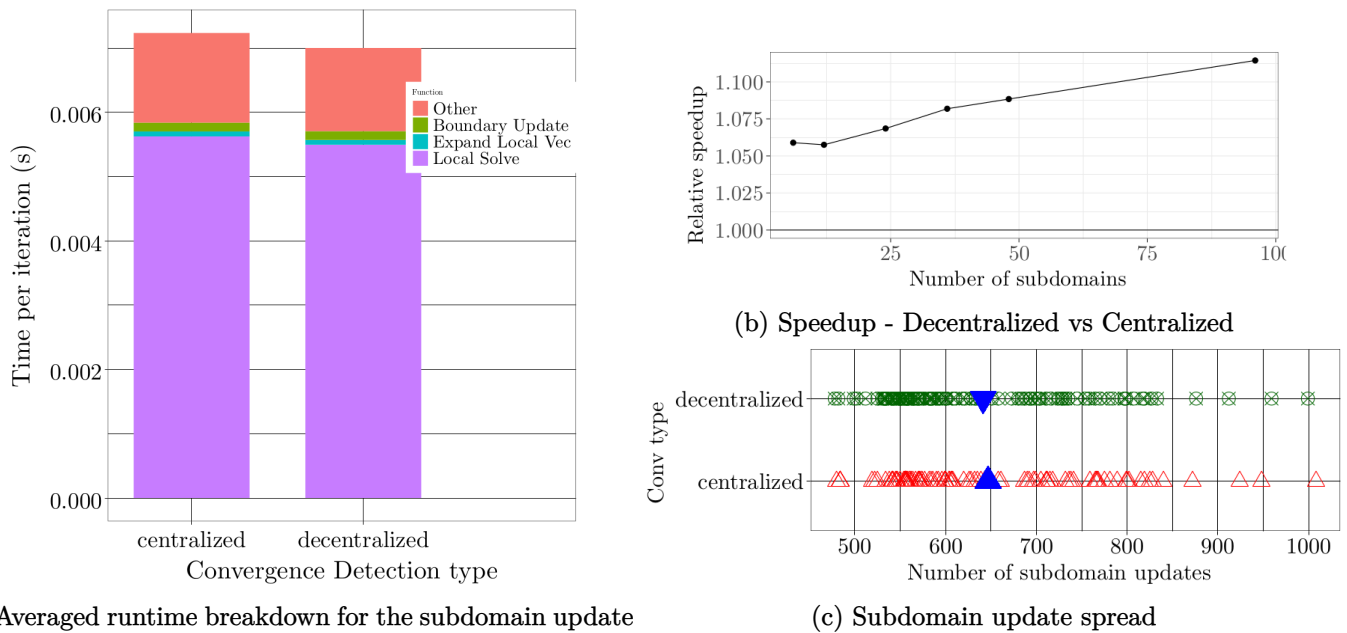 Time per iteration (s)
0.006
0.004
0.002
0.000
Function
Other
Boundary Update
Expand Local Vec
Local Solve
centralized
decentralized
Convergence Detection type
Averaged runtime breakdown for the subdomain update
Relative speedup
1.100
1.075
1.050
1.025
1.000
25
50
75
Number of subdomains
(b) Speedup - Decentralized vs Centralized
Conv type
decentralized
centralized
500
600
700
800
900
1000
Number of subdomain updates
(c) Subdomain update spread